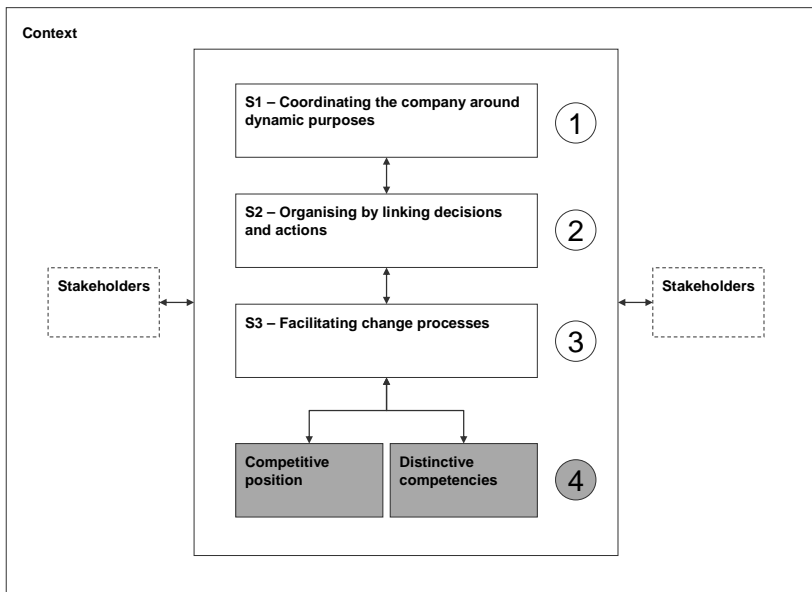 Context
S1 – Coordinating the company around
dynamic purposes
1
S2 – Organising by linking decisions
and actions
2
Stakeholders
Stakeholders
S3 – Facilitating change processes
3
Competitive
position
Distinctive
competencies
4